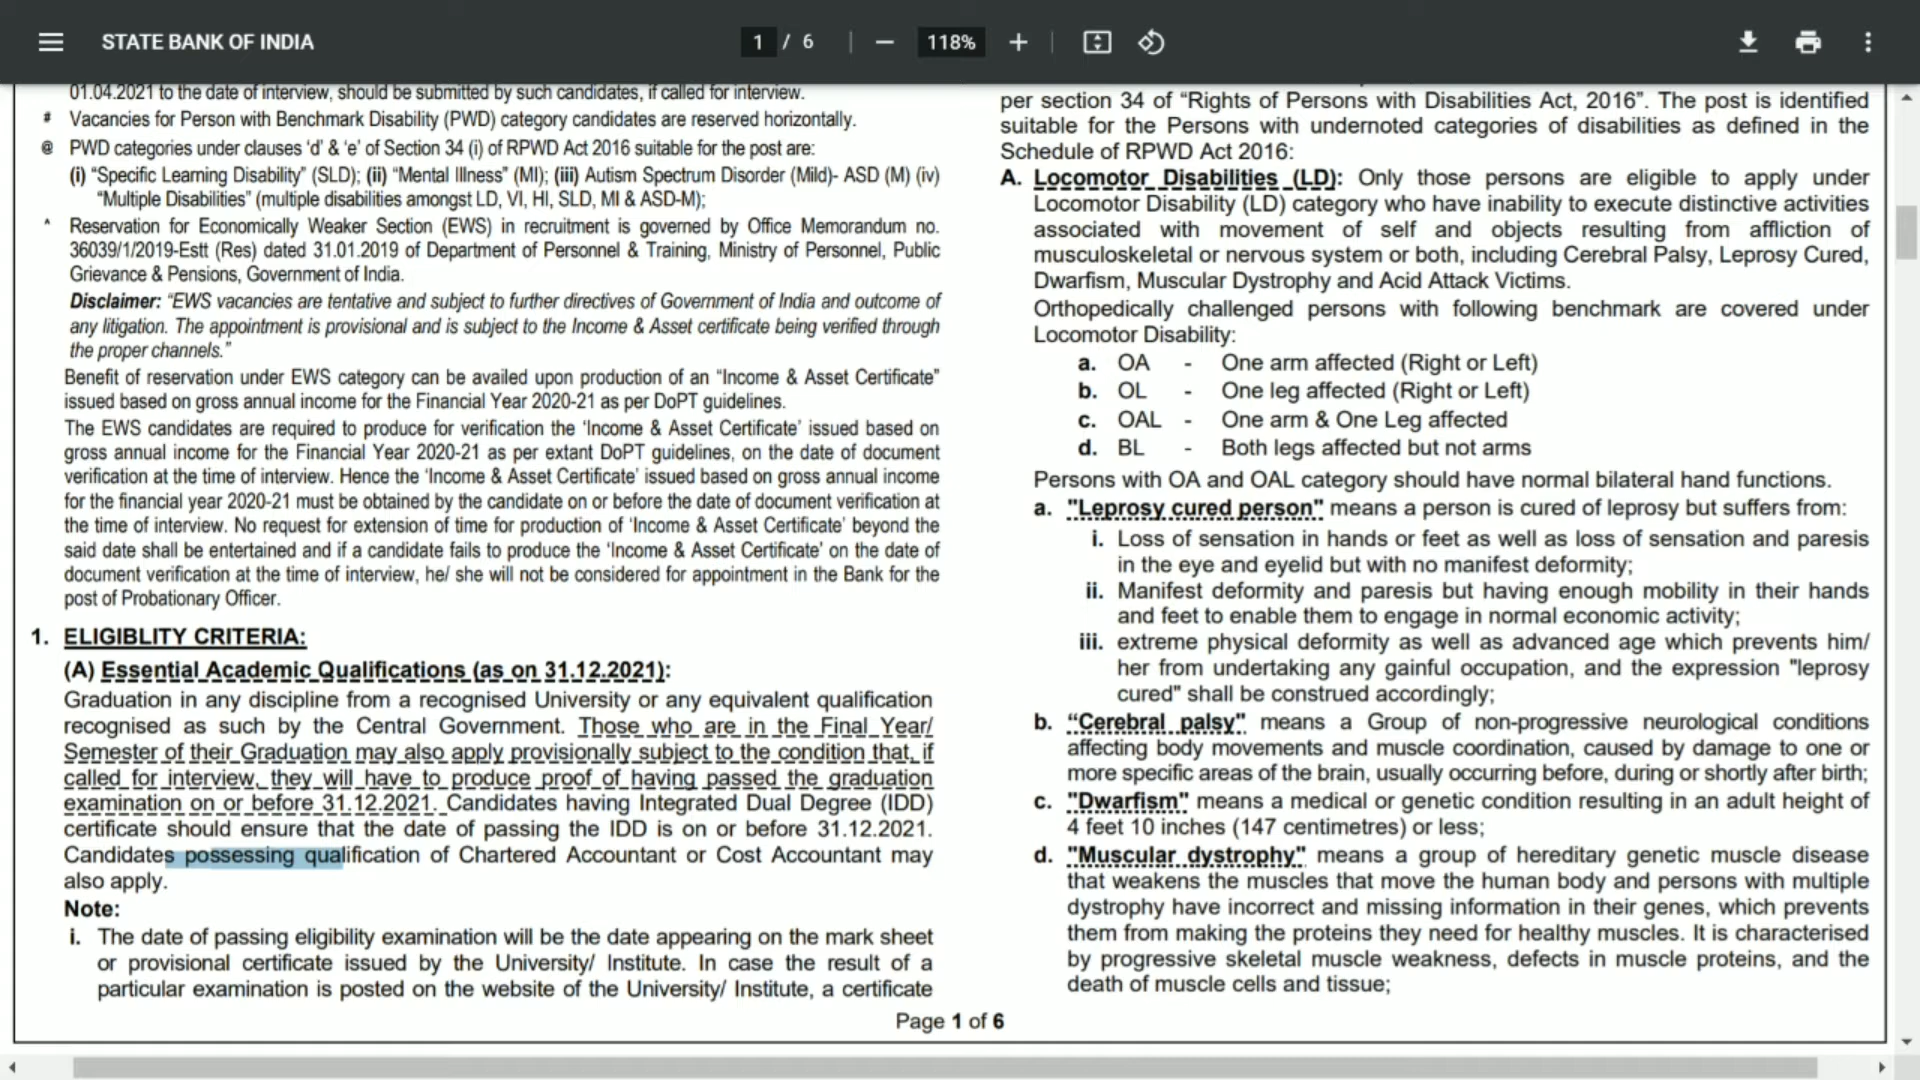 STATE BANK OF INDIA
1 / 6
118%
01.04.2021 to the date of interview, should be submitted by such candidates, if called for interview.
# Vacancies for Person with Benchmark Disability (PWD) category candidates are reserved horizontally.
@ PWD categories under clauses ‘d’ & ‘e’ of Section 34 (i) of RPWD Act 2016 suitable for the post are:
(i) “Specific Learning Disability” (SLD); (ii) “Mental Illness” (MI); (iii) Autism Spectrum Disorder (Mild)- ASD (M) (iv)
“Multiple Disabilities” (multiple disabilities amongst LD, VI, HI, SLD, MI & ASD-M);
^ Reservation for Economically Weaker Section (EWS) in recruitment is governed by Office Memorandum no.
36039/1/2019-Estt (Res) dated 31.01.2019 of Department of Personnel & Training, Ministry of Personnel, Public
Grievance & Pensions, Government of India.
Disclaimer: “EWS vacancies are tentative and subject to further directives of Government of India and outcome of
any litigation. The appointment is provisional and is subject to the Income & Asset certificate being verified through
the proper channels.”
Benefit of reservation under EWS category can be availed upon production of an “Income & Asset Certificate”
issued based on gross annual income for the Financial Year 2020-21 as per DoPT guidelines.
The EWS candidates are required to produce for verification the ‘Income & Asset Certificate’ issued based on
gross annual income for the Financial Year 2020-21 as per extant DoPT guidelines, on the date of document
verification at the time of interview. Hence the ‘Income & Asset Certificate’ issued based on gross annual income
for the financial year 2020-21 must be obtained by the candidate on or before the date of document verification at
the time of interview. No request for extension of time for production of ‘Income & Asset Certificate’ beyond the
said date shall be entertained and if a candidate fails to produce the ‘Income & Asset Certificate’ on the date of
document verification at the time of interview, he/ she will not be considered for appointment in the Bank for the
post of Probationary Officer.
1. ELIGIBLITY CRITERIA:
(A) Essential Academic Qualifications (as on 31.12.2021):
Graduation in any discipline from a recognised University or any equivalent qualification
recognised as such by the Central Government. Those who are in the Final Year/
Semester of their Graduation may also apply provisionally subject to the condition that, if
called for interview, they will have to produce proof of having passed the graduation
examination on or before 31.12.2021. Candidates having Integrated Dual Degree (IDD)
certificate should ensure that the date of passing the IDD is on or before 31.12.2021.
Candidates possessing qualification of Chartered Accountant or Cost Accountant may
also apply.
Note:
i. The date of passing eligibility examination will be the date appearing on the mark sheet
or provisional certificate issued by the University/ Institute. In case the result of a
particular examination is posted on the website of the University/ Institute, a certificate
per section 34 of “Rights of Persons with Disabilities Act, 2016”. The post is identified
suitable for the Persons with undernoted categories of disabilities as defined in the
Schedule of RPWD Act 2016:
A. Locomotor Disabilities (LD): Only those persons are eligible to apply under
Locomotor Disability (LD) category who have inability to execute distinctive activities
associated with movement of self and objects resulting from affliction of
musculoskeletal or nervous system or both, including Cerebral Palsy, Leprosy Cured,
Dwarfism, Muscular Dystrophy and Acid Attack Victims.
Orthopedically challenged persons with following benchmark are covered under
Locomotor Disability:
a. OA - One arm affected (Right or Left)
b. OL - One leg affected (Right or Left)
c. OAL - One arm & One Leg affected
d. BL - Both legs affected but not arms
Persons with OA and OAL category should have normal bilateral hand functions.
a. "Leprosy cured person" means a person is cured of leprosy but suffers from:
i. Loss of sensation in hands or feet as well as loss of sensation and paresis
in the eye and eyelid but with no manifest deformity;
ii. Manifest deformity and paresis but having enough mobility in their hands
and feet to enable them to engage in normal economic activity;
iii. extreme physical deformity as well as advanced age which prevents him/
her from undertaking any gainful occupation, and the expression "leprosy
cured" shall be construed accordingly;
b. “Cerebral palsy" means a Group of non-progressive neurological conditions
affecting body movements and muscle coordination, caused by damage to one or
more specific areas of the brain, usually occurring before, during or shortly after birth;
c. "Dwarfism" means a medical or genetic condition resulting in an adult height of
4 feet 10 inches (147 centimetres) or less;
d. "Muscular dystrophy" means a group of hereditary genetic muscle disease
that weakens the muscles that move the human body and persons with multiple
dystrophy have incorrect and missing information in their genes, which prevents
them from making the proteins they need for healthy muscles. It is characterised
by progressive skeletal muscle weakness, defects in muscle proteins, and the
death of muscle cells and tissue;
Page 1 of 6